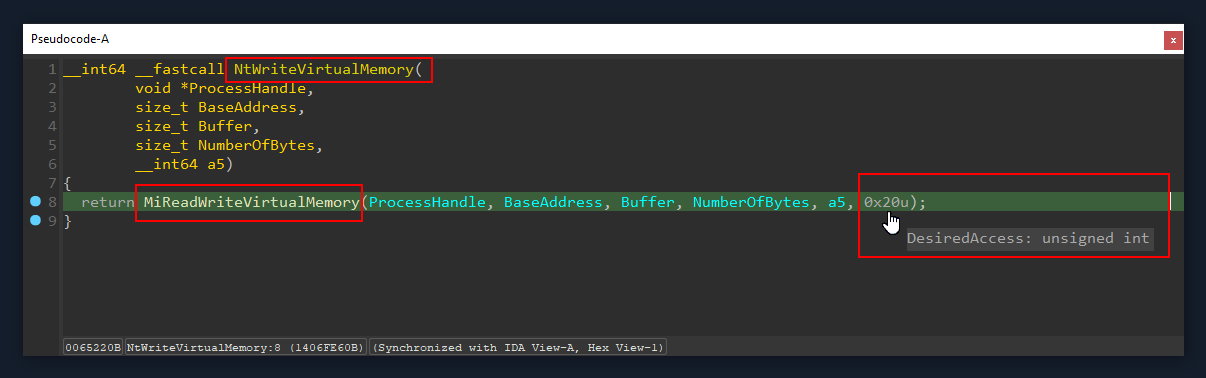 Pseudocode-A
x
1 __int64 __fastcall NtWriteVirtualMemory(
2 void *ProcessHandle,
3 size_t BaseAddress,
4 size_t Buffer,
5 size_t NumberOfBytes,
6 __int64 a5)
7 {
8 return MiReadWriteVirtualMemory(ProcessHandle, BaseAddress, Buffer, NumberOfBytes, a5, 0x20u);
9 }
DesiredAccess: unsigned int
0065220B NtWriteVirtualMemory:8 (1406FE60B) (Synchronized with IDA View-A, Hex View-1)